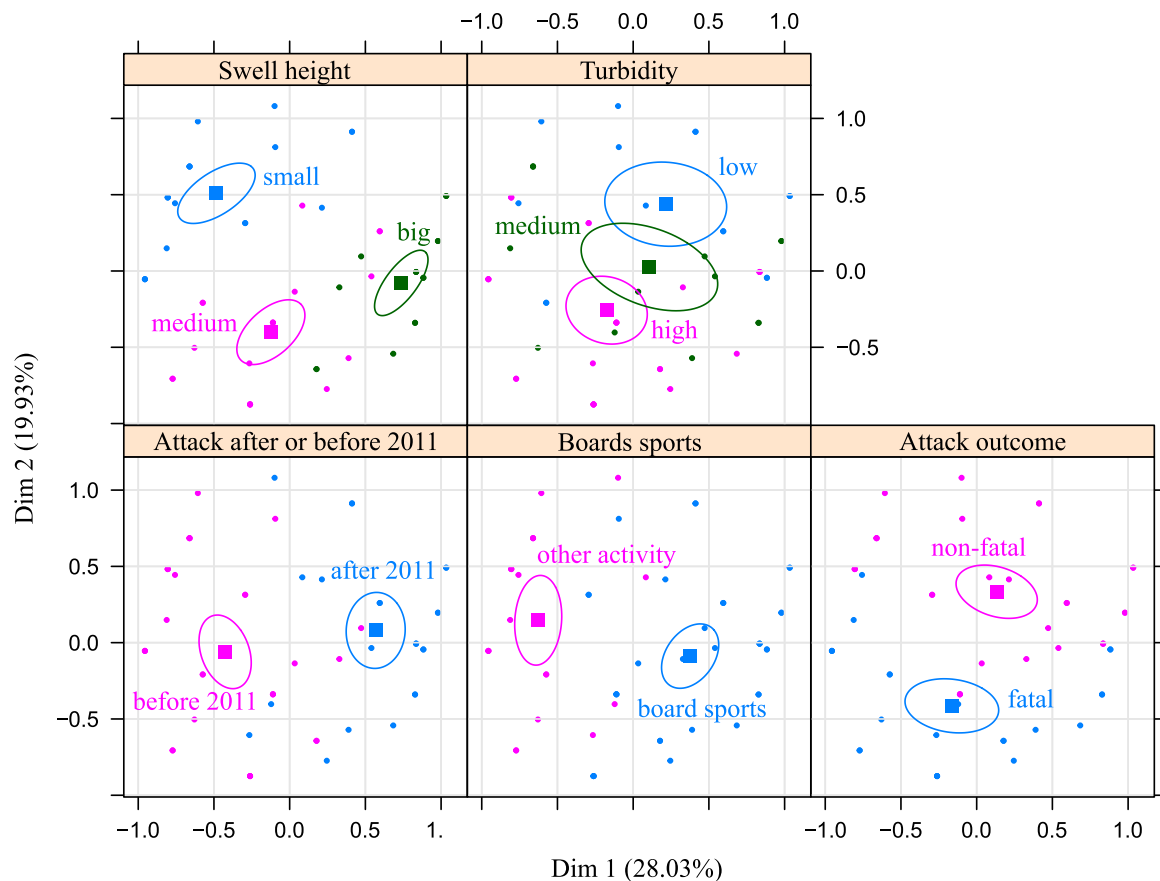 −1.0 −0.5 0.0 0.5 1.0
Swell height
Turbidity
small
big
medium
low
medium
high
1.0
0.5
0.0
−0.5
Dim 2 (19.93%)
Attack after or before 2011
Boards sports
Attack outcome
1.0
0.5
0.0
−0.5
after 2011
before 2011
other activity
board sports
non-fatal
fatal
−1.0 −0.5 0.0 0.5 1.
−1.0 −0.5 0.0 0.5 1.0
Dim 1 (28.03%)